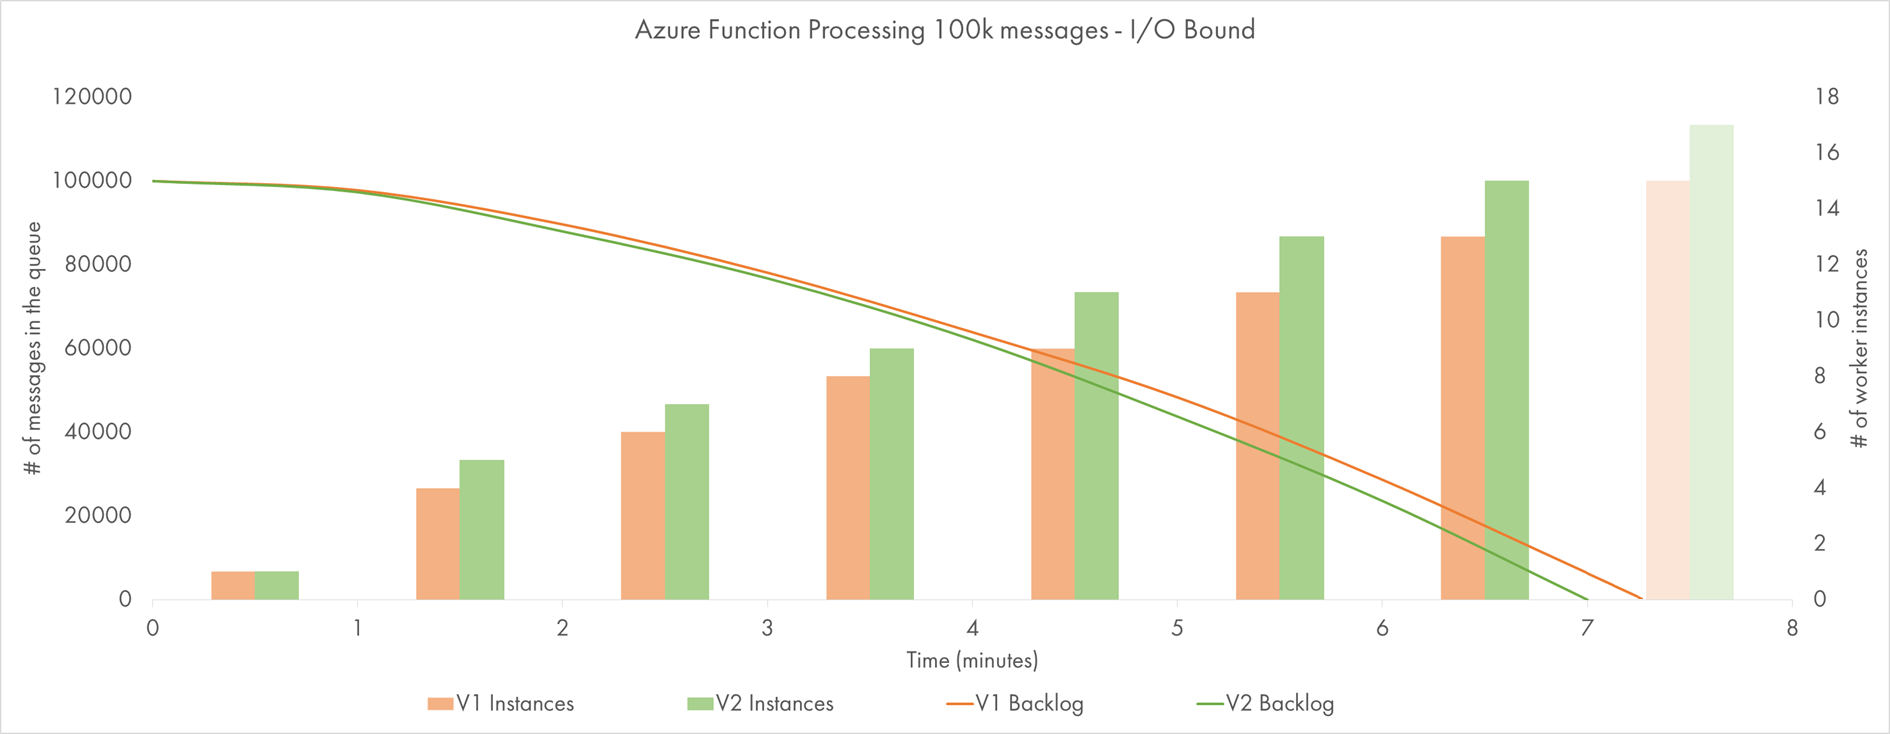 Azure Function Processing 100k messages - I/O Bound
# of messages in the queue
120000
100000
80000
60000
40000
20000
0
18
16
14
12
10
8
6
4
2
0
# of worker instances
0 1 2 3 4 5 6 7 8
Time (minutes)
V1 Instances V2 Instances V1 Backlog V2 Backlog